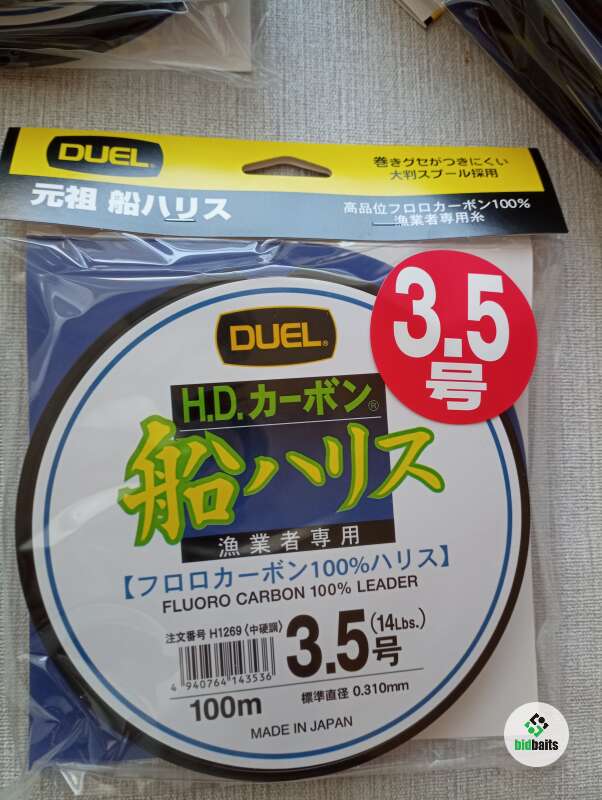 DUEL®
巻きグセがつきにくい
大判スプール採用
元祖 船ハリス
高品位フロロカーボン100%
漁業者専用糸
3.5
号
DUEL®
H.D.カーボン®
船ハリス
漁業者専用
【フロロカーボン100%ハリス】
FLUORO CARBON 100% LEADER
注文番号 H1269〈中硬調〉
3.5号 (14Lbs.)
4 940764 143536
100m 標準直径 0.310mm
MADE IN JAPAN
bidbaits